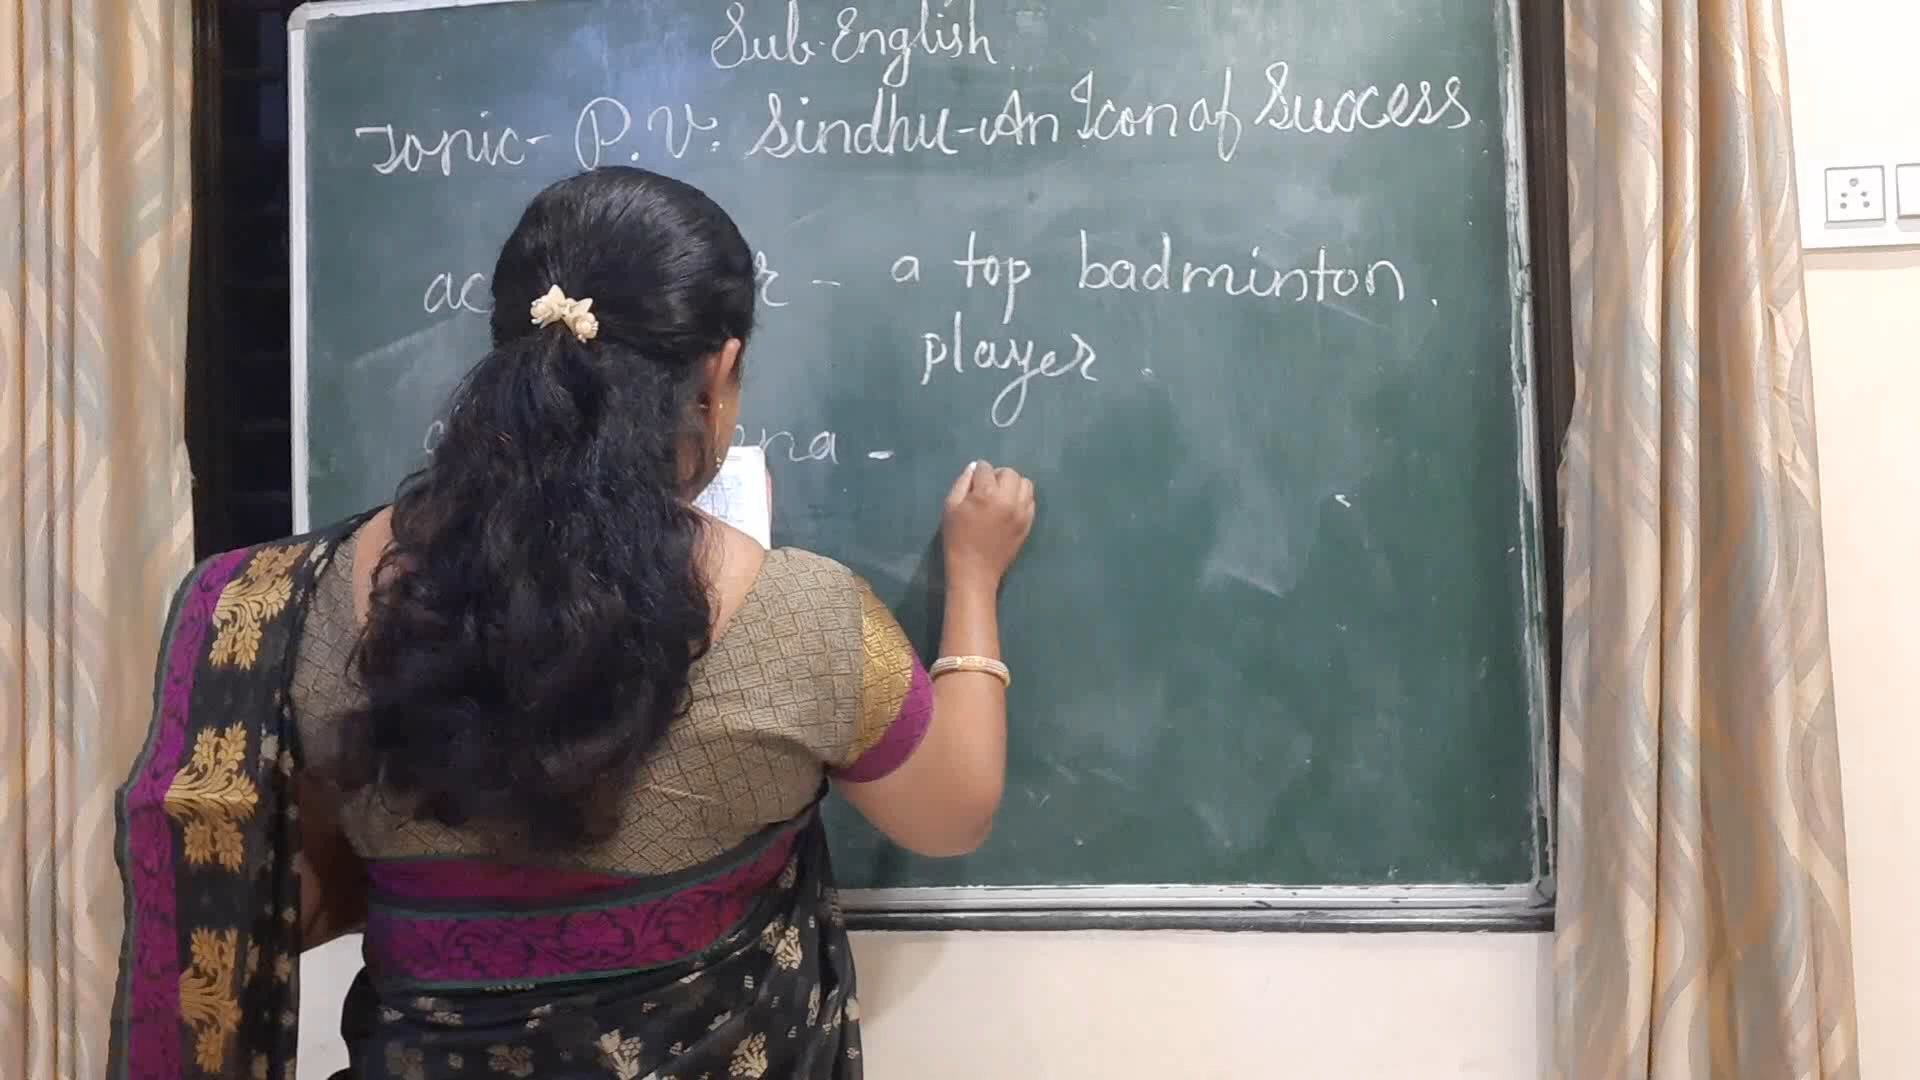 Sub. English
Topic - P. V. Sindhu - An Icon of Success
- a top badminton
player
-